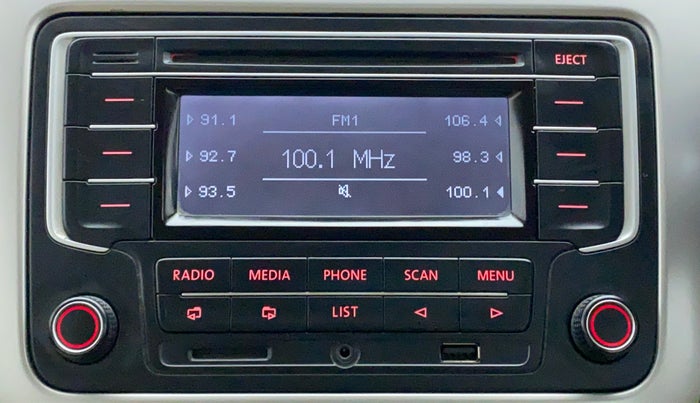 EJECT
91.1 FM1 106.4
92.7 100.1 MHz 98.3
93.5 100.1
RADIO MEDIA PHONE SCAN MENU
LIST